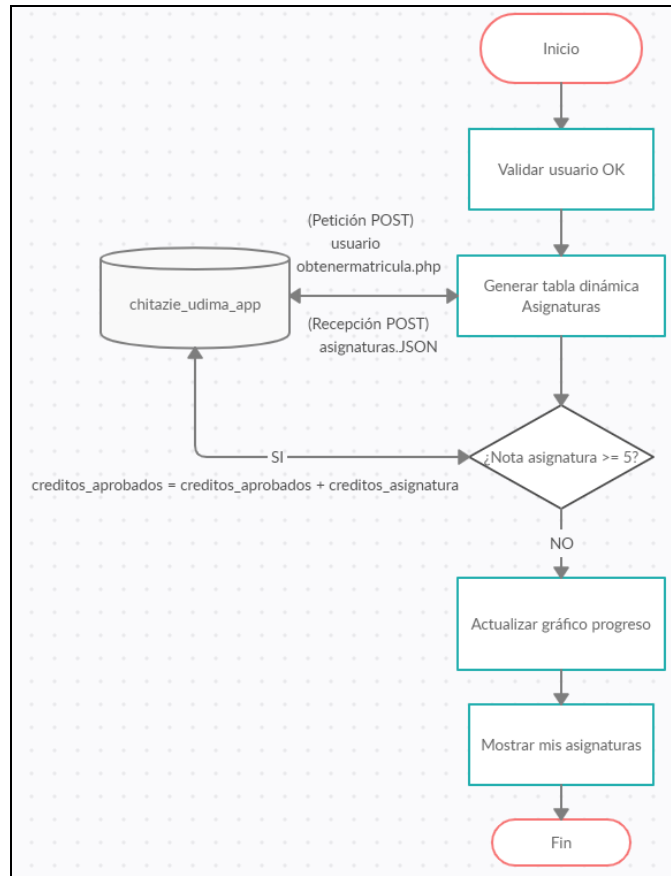 Inicio
Validar usuario OK
(Petición POST)
usuario
obtenermatricula.php
chitazie_udima_app
Generar tabla dinámica
Asignaturas
(Recepción POST)
asignaturas.JSON
SI
¿Nota asignatura >= 5?
creditos_aprobados = creditos_aprobados + creditos_asignatura
NO
Actualizar gráfico progreso
Mostrar mis asignaturas
Fin